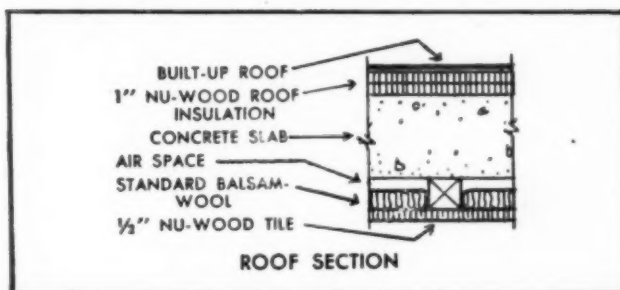 BUILT-UP ROOF
1" NU-WOOD ROOF
INSULATION
CONCRETE SLAB
AIR SPACE
STANDARD BALSAM-
WOOL
½" NU-WOOD TILE
ROOF SECTION